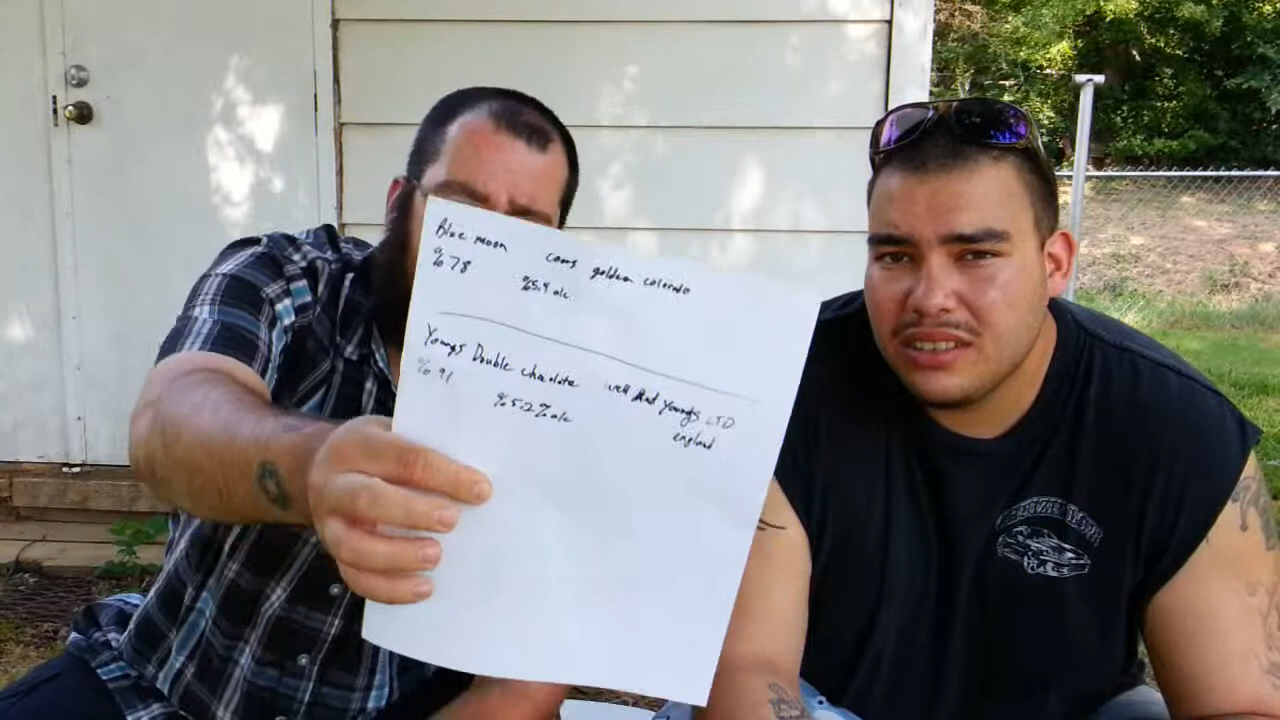 Blue moon coors golden colorado
%78 %5.4 alc.
Youngs Double chocolate well And Young's LTD
%91 %5.2% alc england